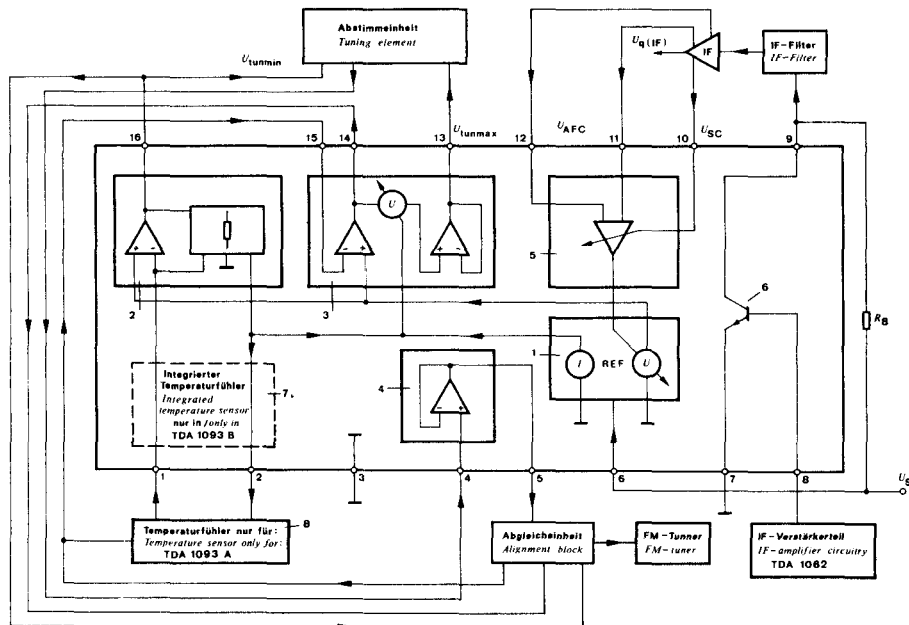 Abstimmeinheit
Tuning element
U_tunmin
U_q(IF)
IF
IF-Filter
IF-Filter
16
15
14
U_tunmax
13
12
U_AFC
11
10
U_SC
9
U
+ -
- +
+ -
5
6
2
3
R8
1
I
REF
U
Integrierter
Temperaturfühler
Integrated
temperature sensor
nur in/only in
TDA 1093 B
7
4
- +
1
2
3
4
5
6
7
8
U_S
Temperaturfühler nur für:
Temperature sensor only for:
TDA 1093 A
8
Abgleicheinheit
Alignment block
FM-Tunner
FM-tuner
IF-Verstärkerteil
IF-amplifier circuitry
TDA 1062